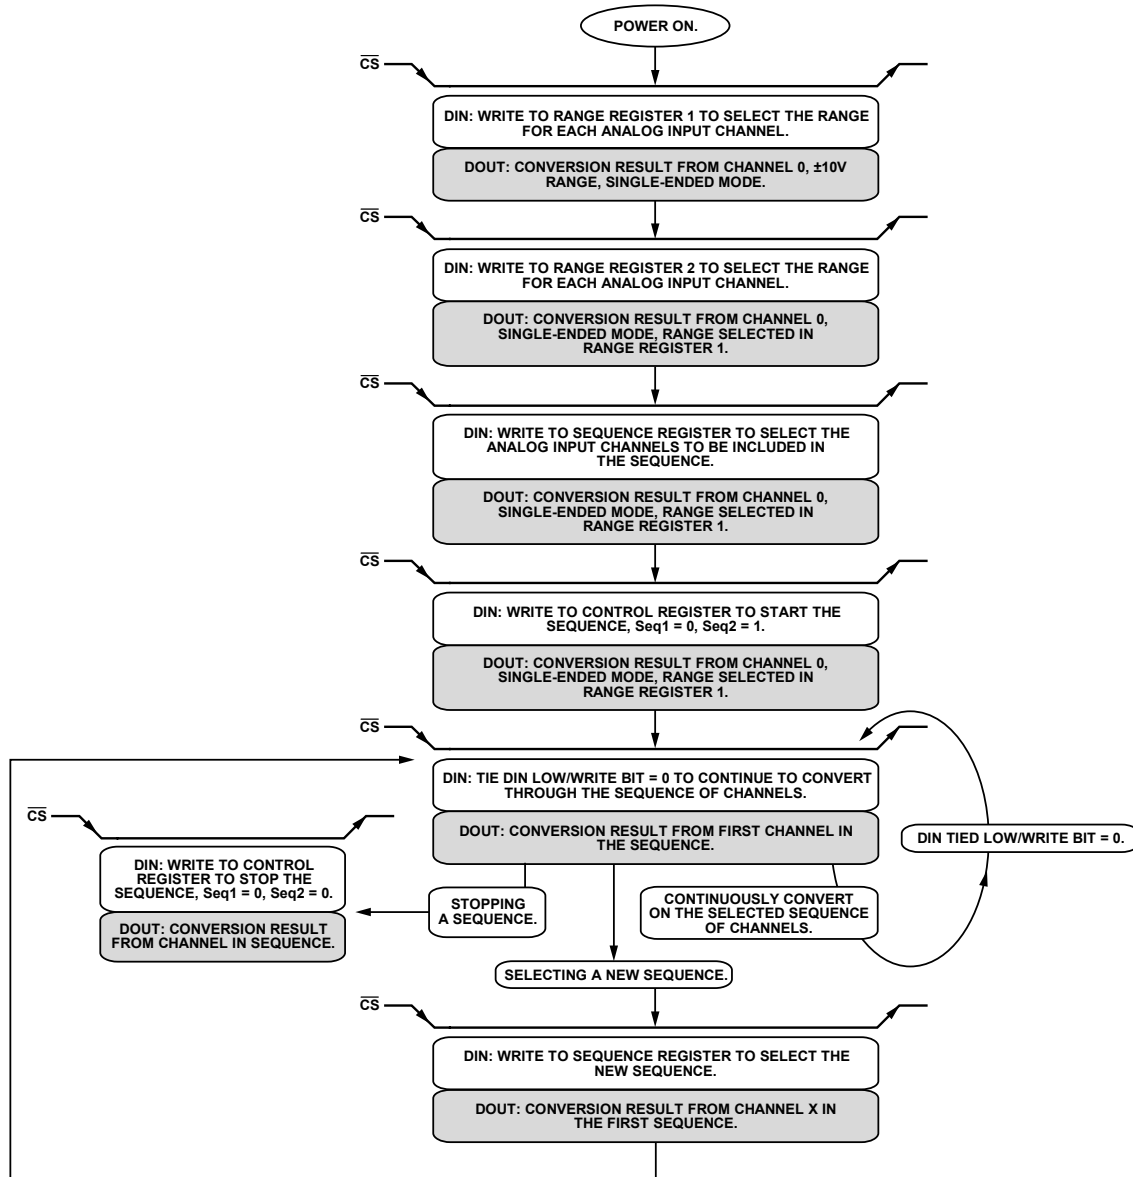 POWER ON.
CS
DIN: WRITE TO RANGE REGISTER 1 TO SELECT THE RANGE
FOR EACH ANALOG INPUT CHANNEL.
DOUT: CONVERSION RESULT FROM CHANNEL 0, ±10V
RANGE, SINGLE-ENDED MODE.
CS
DIN: WRITE TO RANGE REGISTER 2 TO SELECT THE RANGE
FOR EACH ANALOG INPUT CHANNEL.
DOUT: CONVERSION RESULT FROM CHANNEL 0,
SINGLE-ENDED MODE, RANGE SELECTED IN
RANGE REGISTER 1.
CS
DIN: WRITE TO SEQUENCE REGISTER TO SELECT THE
ANALOG INPUT CHANNELS TO BE INCLUDED IN
THE SEQUENCE.
DOUT: CONVERSION RESULT FROM CHANNEL 0,
SINGLE-ENDED MODE, RANGE SELECTED IN
RANGE REGISTER 1.
CS
DIN: WRITE TO CONTROL REGISTER TO START THE
SEQUENCE, Seq1 = 0, Seq2 = 1.
DOUT: CONVERSION RESULT FROM CHANNEL 0,
SINGLE-ENDED MODE, RANGE SELECTED IN
RANGE REGISTER 1.
CS
DIN: TIE DIN LOW/WRITE BIT = 0 TO CONTINUE TO CONVERT
THROUGH THE SEQUENCE OF CHANNELS.
DOUT: CONVERSION RESULT FROM FIRST CHANNEL IN
THE SEQUENCE.
DIN TIED LOW/WRITE BIT = 0.
CS
DIN: WRITE TO CONTROL
REGISTER TO STOP THE
SEQUENCE, Seq1 = 0, Seq2 = 0.
DOUT: CONVERSION RESULT
FROM CHANNEL IN SEQUENCE.
STOPPING
A SEQUENCE.
CONTINUOUSLY CONVERT
ON THE SELECTED SEQUENCE
OF CHANNELS.
SELECTING A NEW SEQUENCE.
CS
DIN: WRITE TO SEQUENCE REGISTER TO SELECT THE
NEW SEQUENCE.
DOUT: CONVERSION RESULT FROM CHANNEL X IN
THE FIRST SEQUENCE.